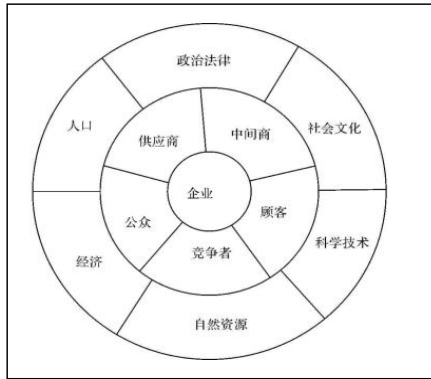 政治法律
人口
社会文化
供应商
中间商
企业
公众
顾客
竞争者
经济
科学技术
自然资源